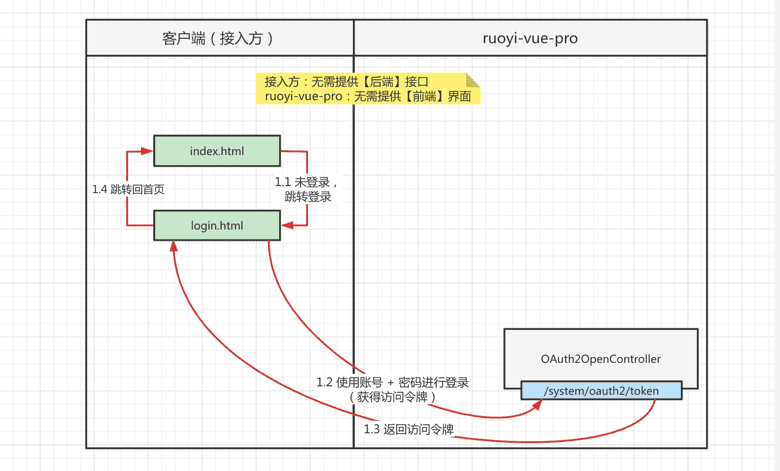 客户端（接入方）
ruoyi-vue-pro
接入方：无需提供【后端】接口
ruoyi-vue-pro：无需提供【前端】界面
index.html
1.4 跳转回首页
1.1 未登录，
跳转登录
login.html
OAuth2OpenController
/system/oauth2/token
1.2 使用账号 + 密码进行登录
（获得访问令牌）
1.3 返回访问令牌